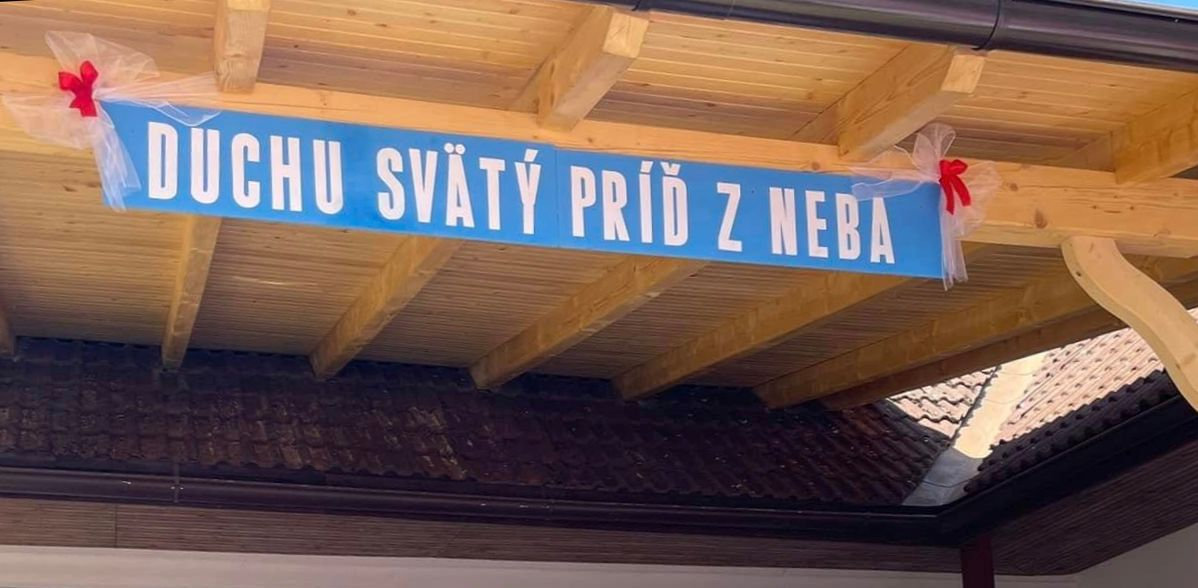 DUCHU SVÄTÝ PRÍĎ Z NEBA